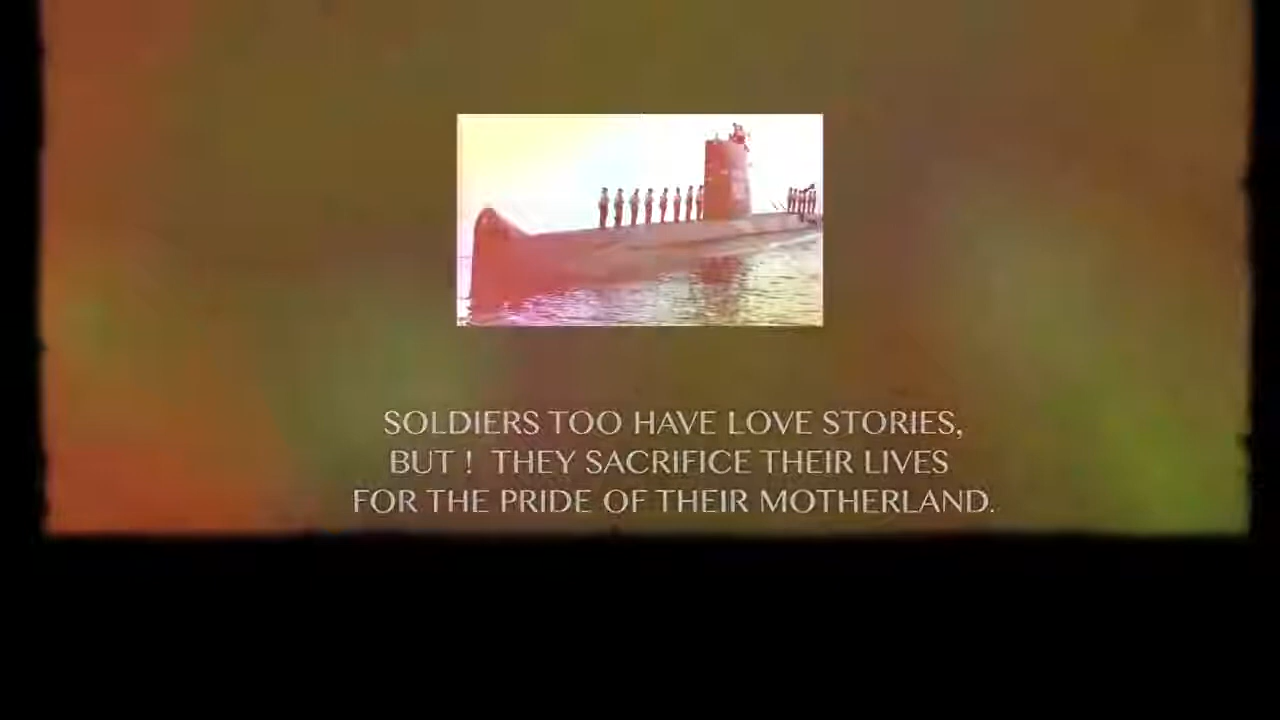 SOLDIERS TOO HAVE LOVE STORIES,
BUT ! THEY SACRIFICE THEIR LIVES
FOR THE PRIDE OF THEIR MOTHERLAND.